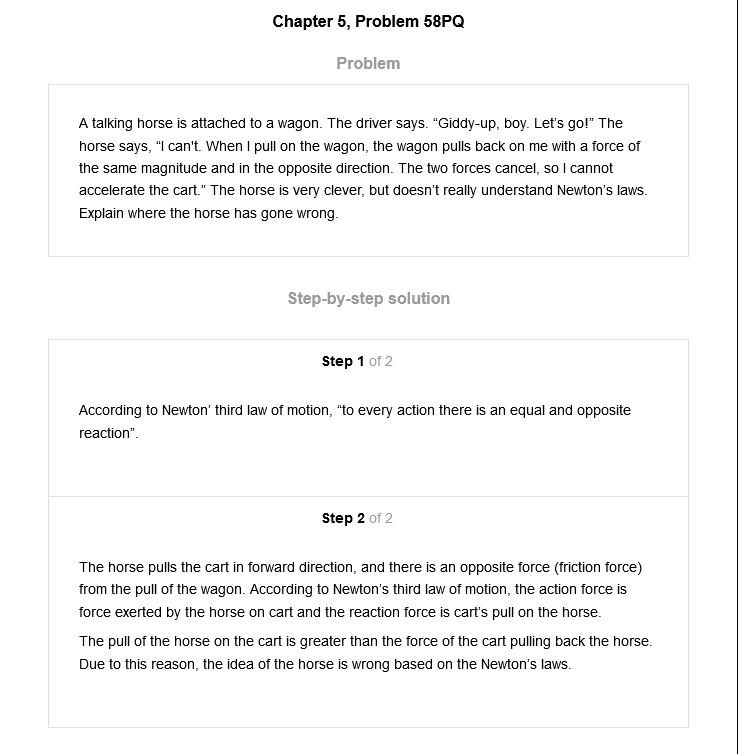 Chapter 5, Problem 58PQ
Problem
A talking horse is attached to a wagon. The driver says. “Giddy-up, boy. Let’s go!” The
horse says, “I can't. When I pull on the wagon, the wagon pulls back on me with a force of
the same magnitude and in the opposite direction. The two forces cancel, so I cannot
accelerate the cart.” The horse is very clever, but doesn’t really understand Newton’s laws.
Explain where the horse has gone wrong.
Step-by-step solution
Step 1 of 2
According to Newton’ third law of motion, “to every action there is an equal and opposite
reaction”.
Step 2 of 2
The horse pulls the cart in forward direction, and there is an opposite force (friction force)
from the pull of the wagon. According to Newton’s third law of motion, the action force is
force exerted by the horse on cart and the reaction force is cart’s pull on the horse.
The pull of the horse on the cart is greater than the force of the cart pulling back the horse.
Due to this reason, the idea of the horse is wrong based on the Newton’s laws.